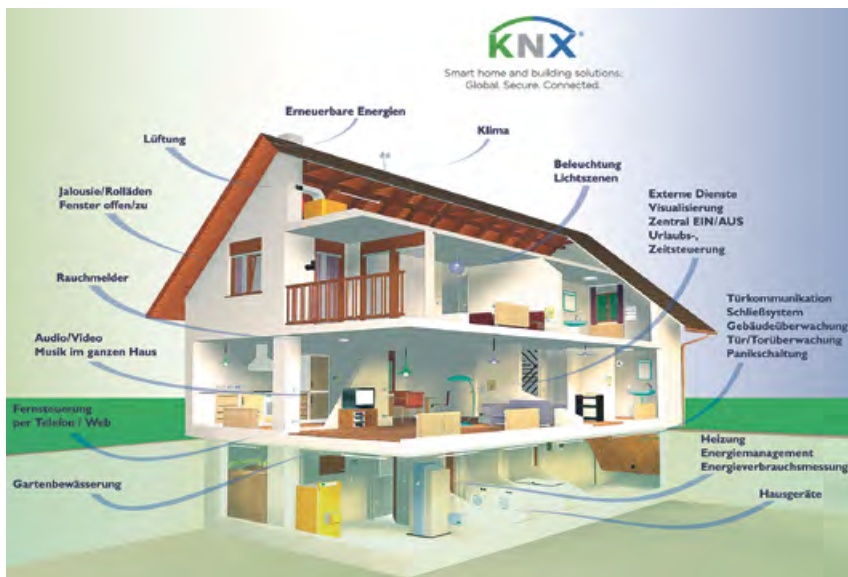 KNX®
Smart home and building solutions.
Global. Secure. Connected.
Erneuerbare Energien
Lüftung
Klima
Beleuchtung
Lichtszenen
Jalousie/Rolläden
Fenster offen/zu
Externe Dienste
Visualisierung
Zentral EIN/AUS
Urlaubs-,
Zeitsteuerung
Rauchmelder
Türkommunikation
Schließsystem
Gebäudeüberwachung
Tür/Torüberwachung
Panikschaltung
Audio/Video
Musik im ganzen Haus
Fernsteuerung
per Telefon / Web
Heizung
Energiemanagement
Energieverbrauchsmessung
Gartenbewässerung
Hausgeräte